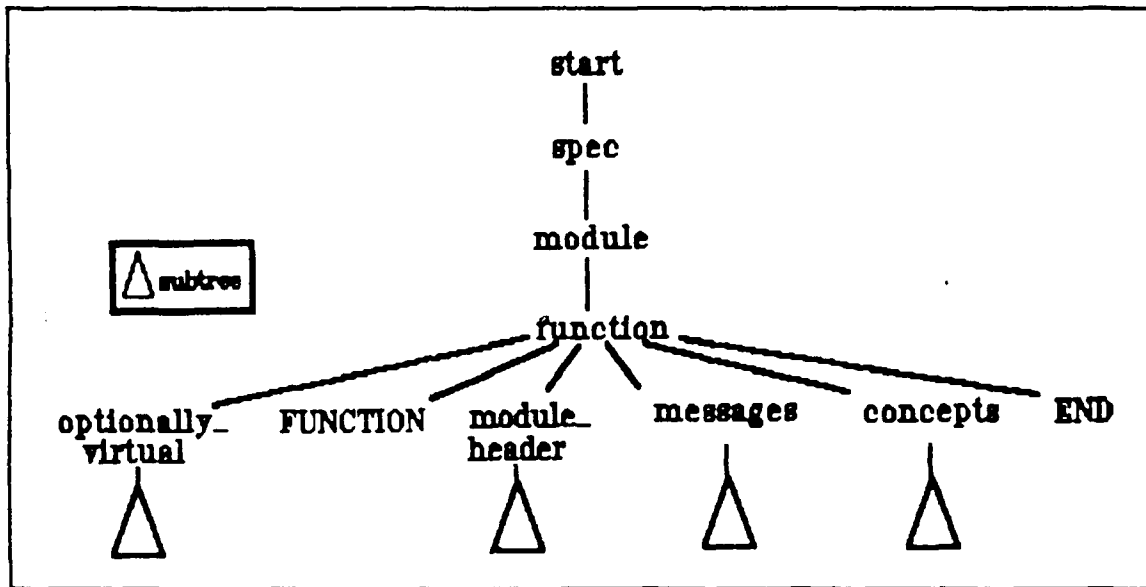 start
spec
module
subtree
function
optionally_
virtual
FUNCTION
module_
header
messages
concepts
END